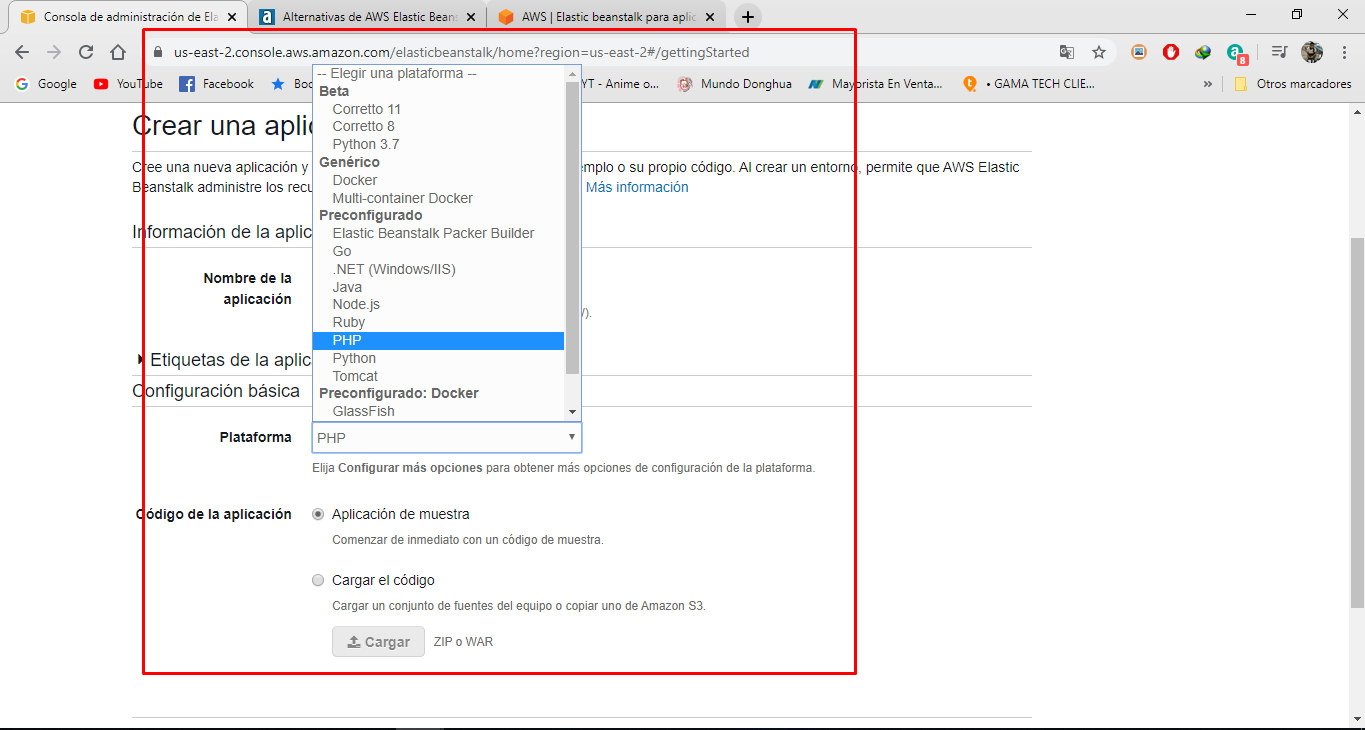 Consola de administración de Ela
Alternativas de AWS Elastic Beans
AWS | Elastic beanstalk para aplic
us-east-2.console.aws.amazon.com/elasticbeanstalk/home?region=us-east-2#/gettingStarted
8
Google
YouTube
Facebook
Boo
YT - Anime o...
Mundo Donghua
Mayorista En Venta...
• GAMA TECH CLIE...
»
Otros marcadores
Crear una aplic
Cree una nueva aplicación y
emplo o su propio código. Al crear un entorno, permite que AWS Elastic
Beanstalk administre los recu
Más información
Información de la aplic
Nombre de la
aplicación
/).
Etiquetas de la aplic
Configuración básica
-- Elegir una plataforma --
Beta
Corretto 11
Corretto 8
Python 3.7
Genérico
Docker
Multi-container Docker
Preconfigurado
Elastic Beanstalk Packer Builder
Go
.NET (Windows/IIS)
Java
Node.js
Ruby
PHP
Python
Tomcat
Preconfigurado: Docker
GlassFish
Plataforma
PHP
Elija Configurar más opciones para obtener más opciones de configuración de la plataforma.
Código de la aplicación
Aplicación de muestra
Comenzar de inmediato con un código de muestra.
Cargar el código
Cargar un conjunto de fuentes del equipo o copiar uno de Amazon S3.
Cargar
ZIP o WAR